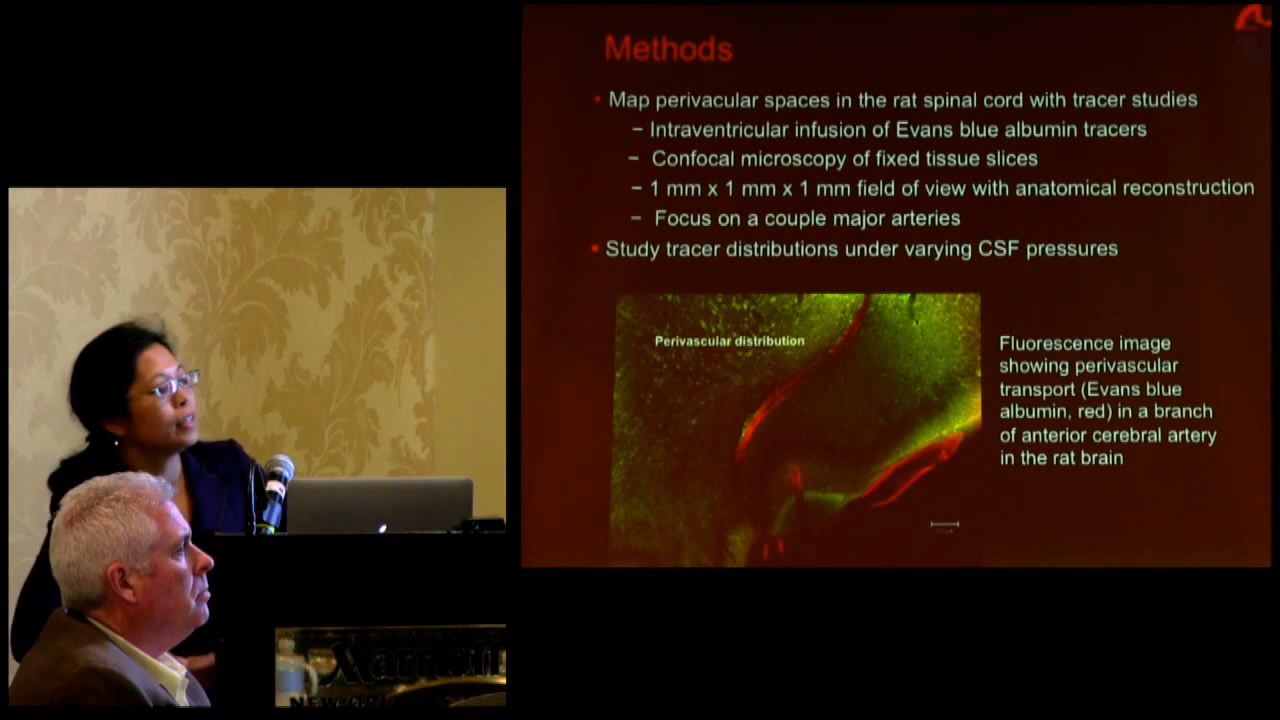 Methods
• Map perivacular spaces in the rat spinal cord with tracer studies
– Intraventricular infusion of Evans blue albumin tracers
– Confocal microscopy of fixed tissue slices
– 1 mm x 1 mm x 1 mm field of view with anatomical reconstruction
– Focus on a couple major arteries
▪ Study tracer distributions under varying CSF pressures
Perivascular distribution
Fluorescence image
showing perivascular
transport (Evans blue
albumin, red) in a branch
of anterior cerebral artery
in the rat brain
Marriott
NEW YORK